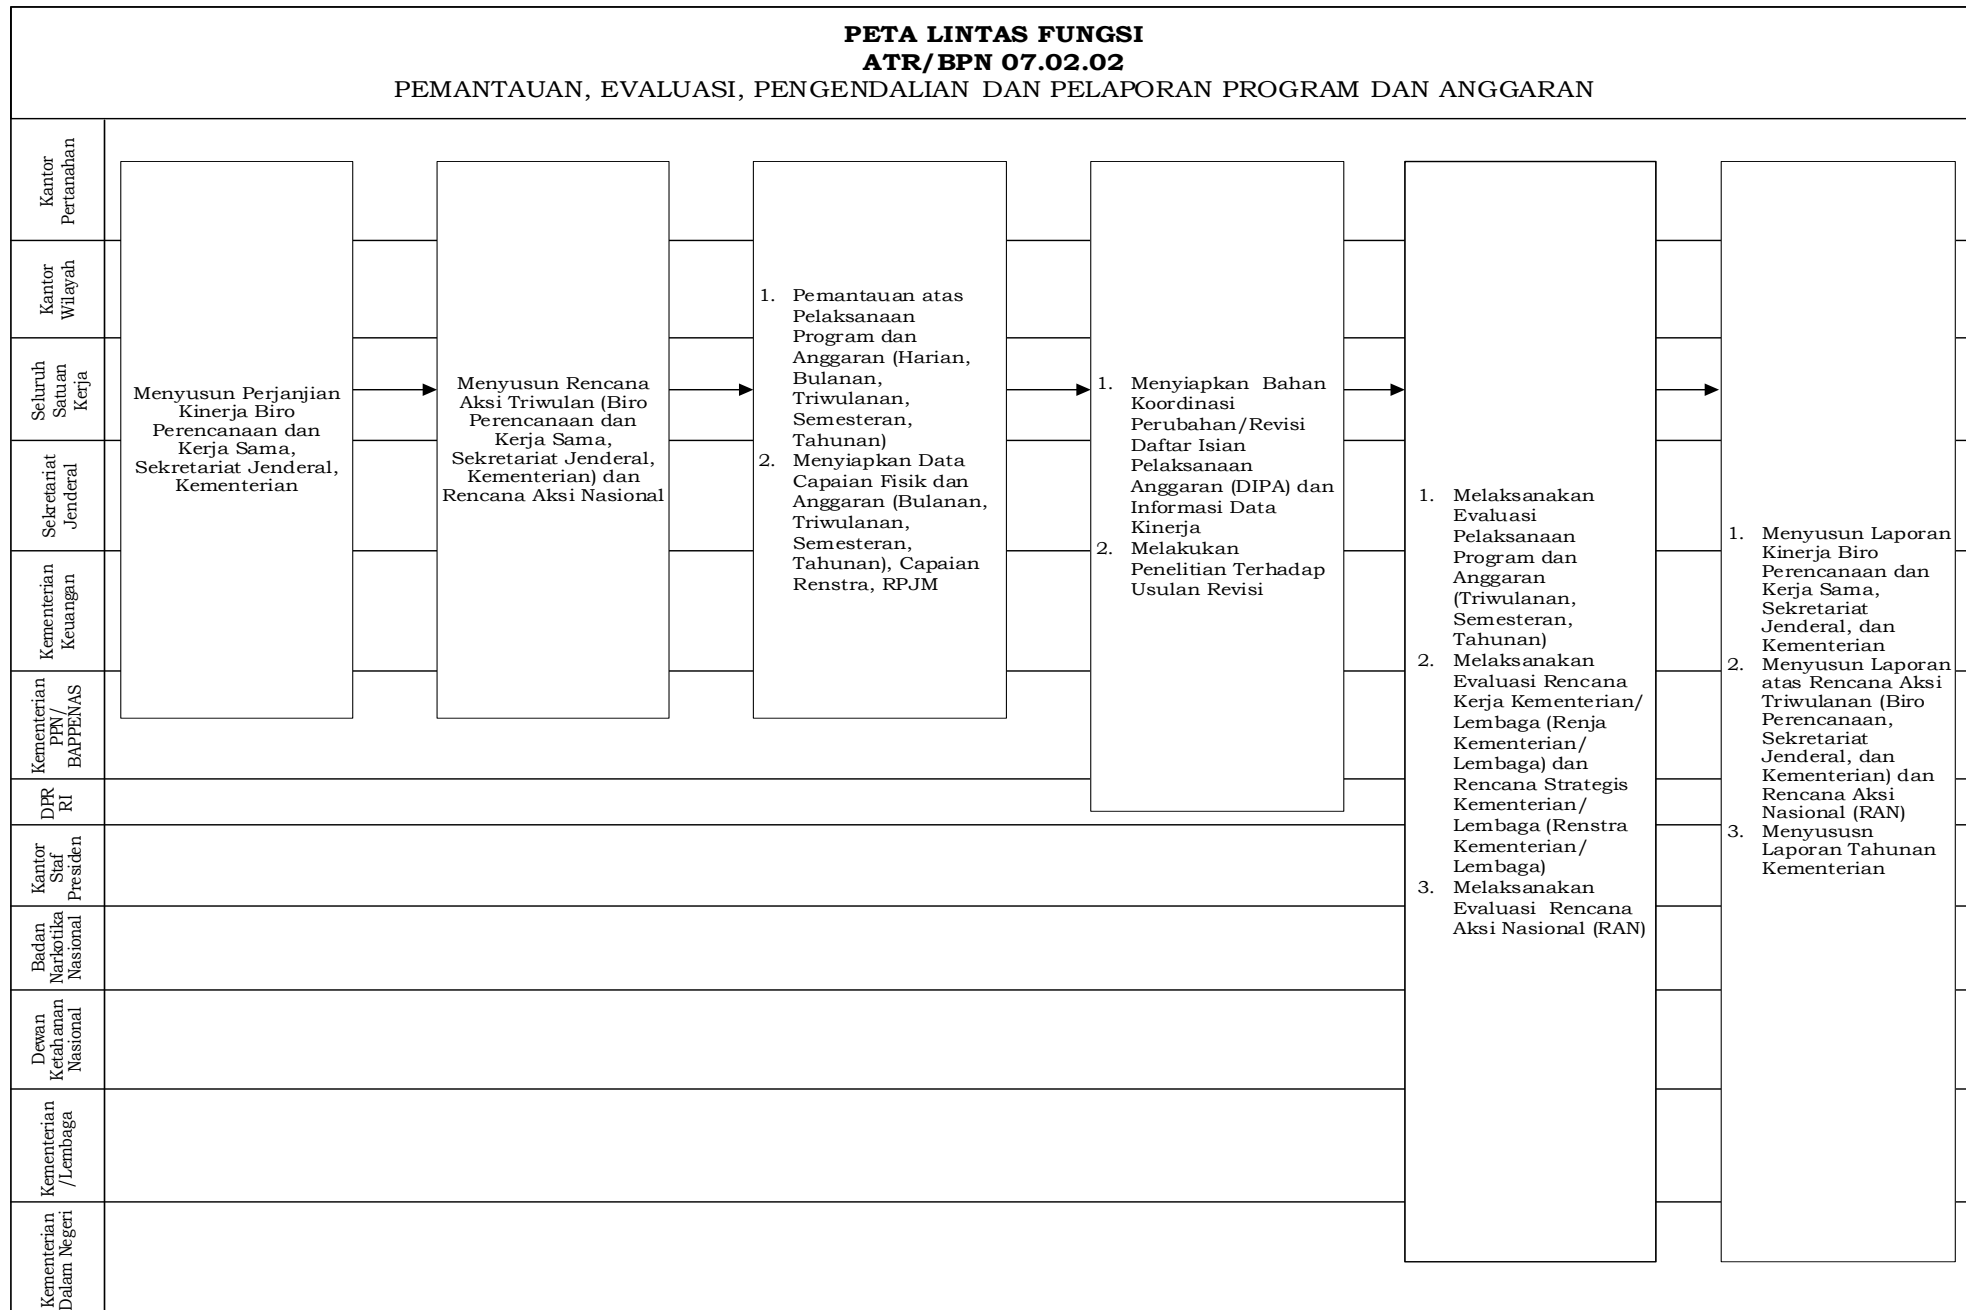 PETA LINTAS FUNGSI
ATR/BPN 07.02.02
PEMANTAUAN, EVALUASI, PENGENDALIAN DAN PELAPORAN PROGRAM DAN ANGGARAN
Kantor
Pertanahan
Kantor
Wilayah
Seluruh
Satuan
Kerja
Sekretariat
Jenderal
Kementerian
Keuangan
Kementerian
PPN/
BAPPENAS
DPR
RI
Kantor
Staf
Presiden
Badan
Narkotika
Nasional
Dewan
Ketahanan
Nasional
Kementerian
/Lembaga
Kementerian
Dalam Negeri
Menyusun Perjanjian
Kinerja Biro
Perencanaan dan
Kerja Sama,
Sekretariat Jenderal,
Kementerian
Menyusun Rencana
Aksi Triwulan (Biro
Perencanaan dan
Kerja Sama,
Sekretariat Jenderal,
Kementerian) dan
Rencana Aksi Nasional
1. Pemantauan atas
Pelaksanaan
Program dan
Anggaran (Harian,
Bulanan,
Triwulanan,
Semesteran,
Tahunan)
2. Menyiapkan Data
Capaian Fisik dan
Anggaran (Bulanan,
Triwulanan,
Semesteran,
Tahunan), Capaian
Renstra, RPJM
1. Menyiapkan Bahan
Koordinasi
Perubahan/Revisi
Daftar Isian
Pelaksanaan
Anggaran (DIPA) dan
Informasi Data
Kinerja
2. Melakukan
Penelitian Terhadap
Usulan Revisi
1. Melaksanakan
Evaluasi
Pelaksanaan
Program dan
Anggaran
(Triwulanan,
Semesteran,
Tahunan)
2. Melaksanakan
Evaluasi Rencana
Kerja Kementerian/
Lembaga (Renja
Kementerian/
Lembaga) dan
Rencana Strategis
Kementerian/
Lembaga (Renstra
Kementerian/
Lembaga)
3. Melaksanakan
Evaluasi Rencana
Aksi Nasional (RAN)
1. Menyusun Laporan
Kinerja Biro
Perencanaan dan
Kerja Sama,
Sekretariat
Jenderal, dan
Kementerian
2. Menyusun Laporan
atas Rencana Aksi
Triwulanan (Biro
Perencanaan,
Sekretariat
Jenderal, dan
Kementerian) dan
Rencana Aksi
Nasional (RAN)
3. Menyususn
Laporan Tahunan
Kementerian